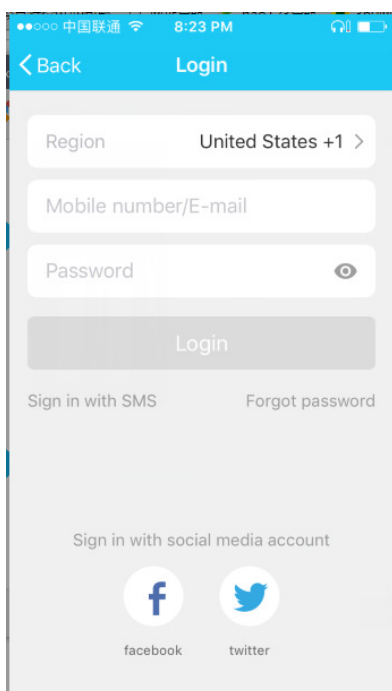 中国联通 8:23 PM
Back Login
Region United States +1
Mobile number/E-mail
Password
Login
Sign in with SMS Forgot password
Sign in with social media account
facebook twitter